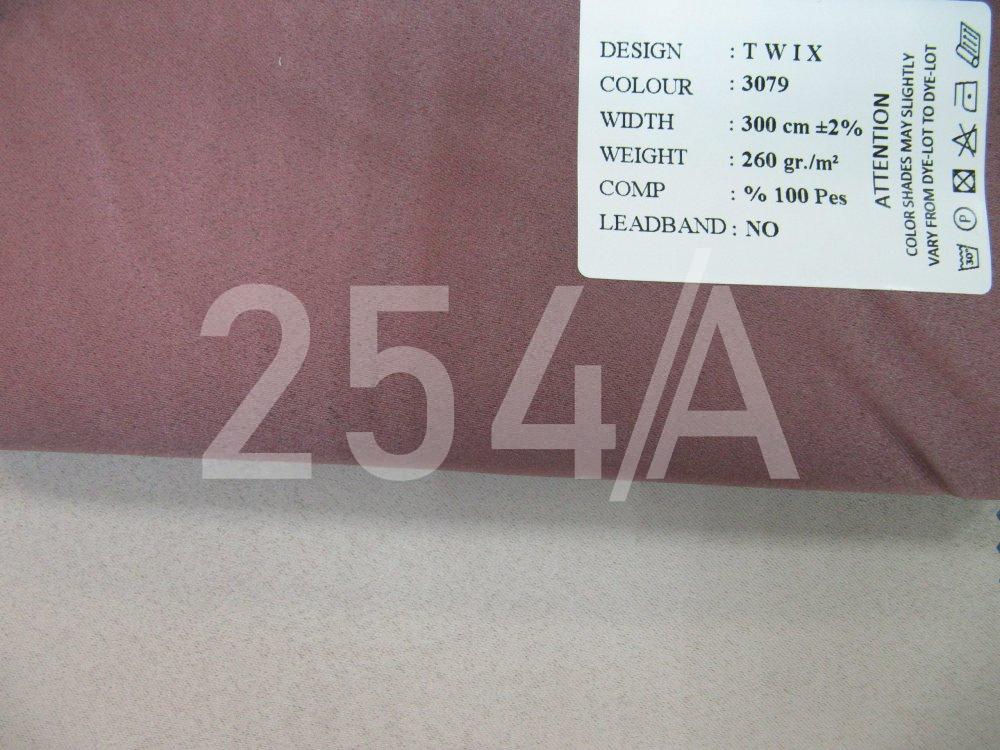 DESIGN : T W I X
COLOUR : 3079
WIDTH : 300 cm ±2%
WEIGHT : 260 gr./m²
COMP : % 100 Pes
LEADBAND : NO
ATTENTION
COLOR SHADES MAY SLIGHTLY
VARY FROM DYE-LOT TO DYE-LOT
P
30°
254/A